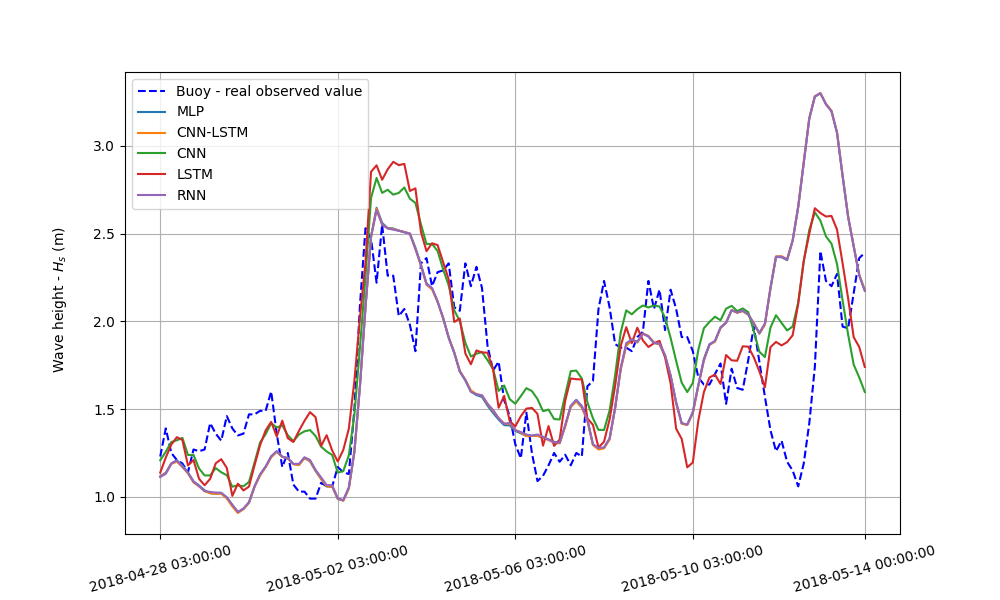 Buoy - real observed value
MLP
CNN-LSTM
CNN
LSTM
RNN
Wave height - Hₛ (m)
3.0
2.5
2.0
1.5
1.0
2018-04-28 03:00:00
2018-05-02 03:00:00
2018-05-06 03:00:00
2018-05-10 03:00:00
2018-05-14 00:00:00